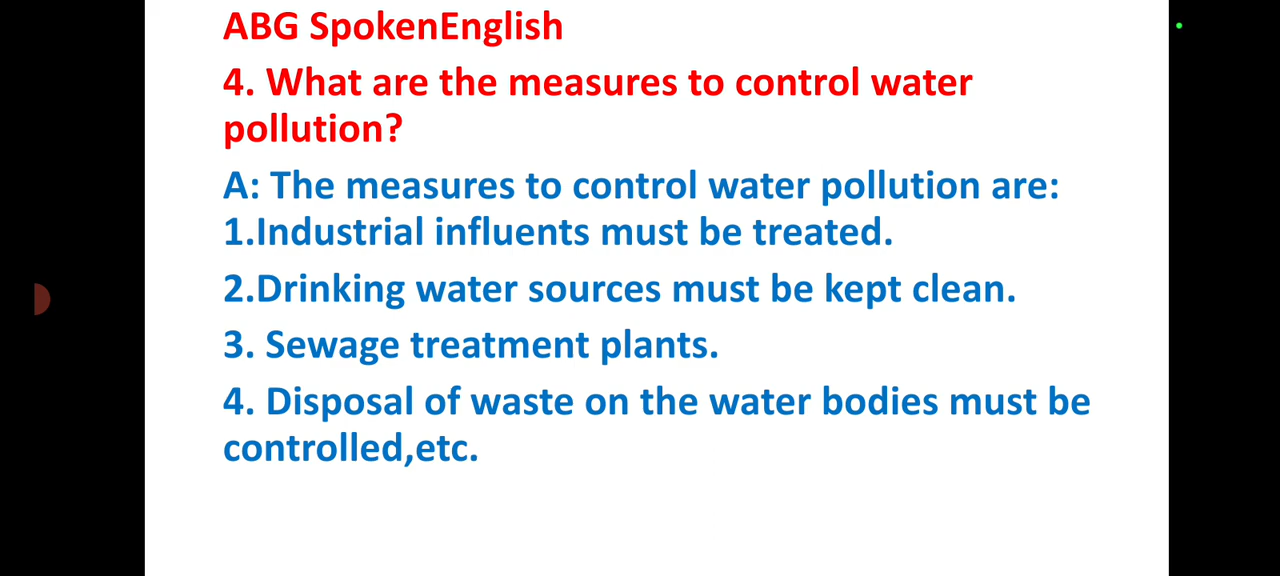 ABG SpokenEnglish
4. What are the measures to control water
pollution?
A: The measures to control water pollution are:
1.Industrial influents must be treated.
2.Drinking water sources must be kept clean.
3. Sewage treatment plants.
4. Disposal of waste on the water bodies must be
controlled,etc.